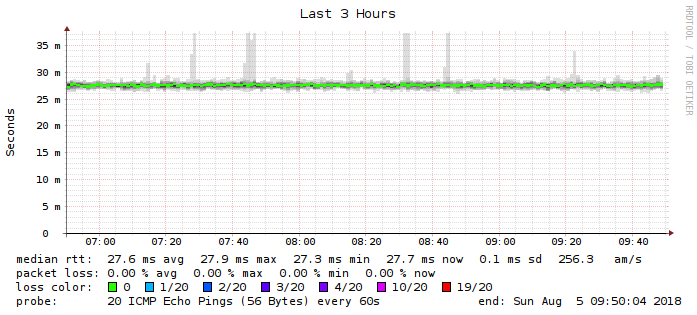 Last 3 Hours
RRDTOOL / TOBI OETIKER
Seconds
35 m
30 m
25 m
20 m
15 m
10 m
5 m
0
07:00 07:20 07:40 08:00 08:20 08:40 09:00 09:20 09:40
median rtt: 27.6 ms avg 27.9 ms max 27.3 ms min 27.7 ms now 0.1 ms sd 256.3 am/s
packet loss: 0.00 % avg 0.00 % max 0.00 % min 0.00 % now
loss color: 0 1/20 2/20 3/20 4/20 10/20 19/20
probe: 20 ICMP Echo Pings (56 Bytes) every 60s end: Sun Aug 5 09:50:04 2018